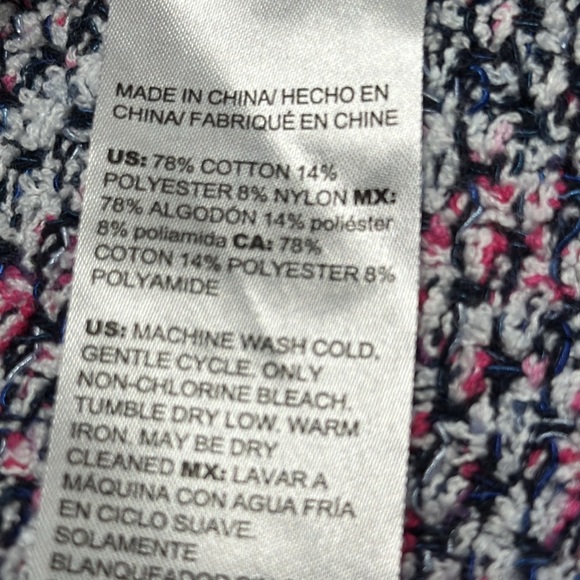 MADE IN CHINA/ HECHO EN
CHINA/ FABRIQUÉ EN CHINE
US: 78% COTTON 14%
POLYESTER 8% NYLON MX:
78% ALGODÓN 14% poliéster
8% poliamida CA: 78%
COTON 14% POLYESTER 8%
POLYAMIDE
US: MACHINE WASH COLD.
GENTLE CYCLE. ONLY
NON-CHLORINE BLEACH.
TUMBLE DRY LOW. WARM
IRON. MAY BE DRY
CLEANED MX: LAVAR A
MÁQUINA CON AGUA FRÍA
EN CICLO SUAVE.
SOLAMENTE
BLANQUEADOR